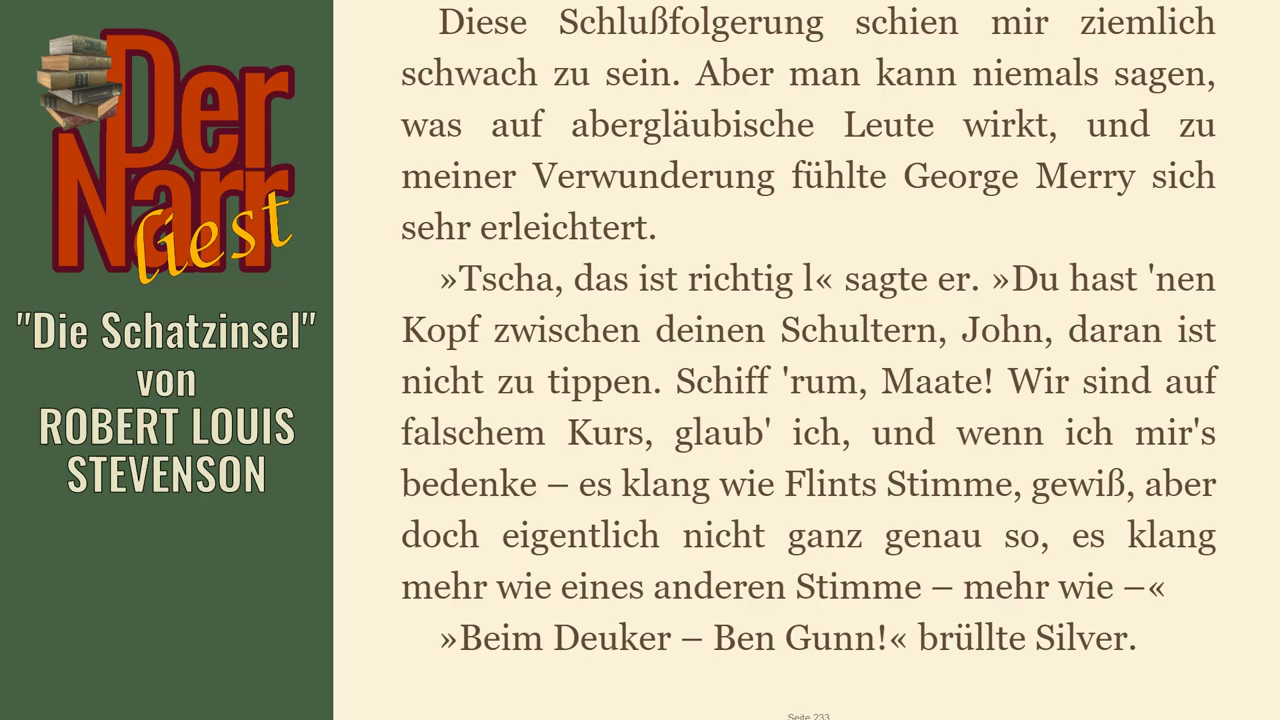 Der
Narr
liest
"Die Schatzinsel"
von
ROBERT LOUIS
STEVENSON
Diese Schlußfolgerung schien mir ziemlich
schwach zu sein. Aber man kann niemals sagen,
was auf abergläubische Leute wirkt, und zu
meiner Verwunderung fühlte George Merry sich
sehr erleichtert.
»Tscha, das ist richtig l« sagte er. »Du hast 'nen
Kopf zwischen deinen Schultern, John, daran ist
nicht zu tippen. Schiff 'rum, Maate! Wir sind auf
falschem Kurs, glaub' ich, und wenn ich mir's
bedenke – es klang wie Flints Stimme, gewiß, aber
doch eigentlich nicht ganz genau so, es klang
mehr wie eines anderen Stimme – mehr wie –«
»Beim Deuker – Ben Gunn!« brüllte Silver.
Seite 233